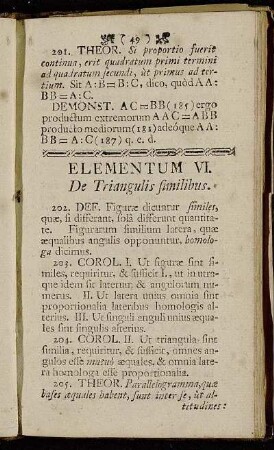 ( 49 )
201. THEOR. Si proportio fuerit
continua, erit quadratum primi termini
ad quadratum secundi, ut primus ad ter-
tium. Sit A:B=B:C, dico, quòd AA:
BB=A:C.
DEMONST. AC=BB(185) ergo
productum extremorum AAC=ABB
producto mediorum(181)adeóque AA:
BB=A:C(187) q. e. d.
ELEMENTUM VI.
De Triangulis similibus.
202. DEF. Figuræ dicuntur similes,
quæ, si differant, solâ differunt quantita-
te. Figurarum similium latera, quæ
æqualibus angulis opponuntur, homolo-
ga dicimus.
203. COROL. I. Ut figuræ sint si-
miles, requiritur, & sufficit I., ut in utra-
que idem sit laterum, & angulorum nu-
merus. II. Ut latera unius omnia sint
proportionalia lateribus homologis al-
terius. III. Ut singuli anguli unius æqua-
les sint singulis alterius.
204. COROL. II. Ut triangula sint
similia, requiritur, & sufficit, omnes an-
gulos esse mutuò æquales, & omnia late-
ra homologa esse proportionalia.
205. THEOR. Parallelogramma, quæ
bases æquales habent, sunt inter se, ut al-
titudines: